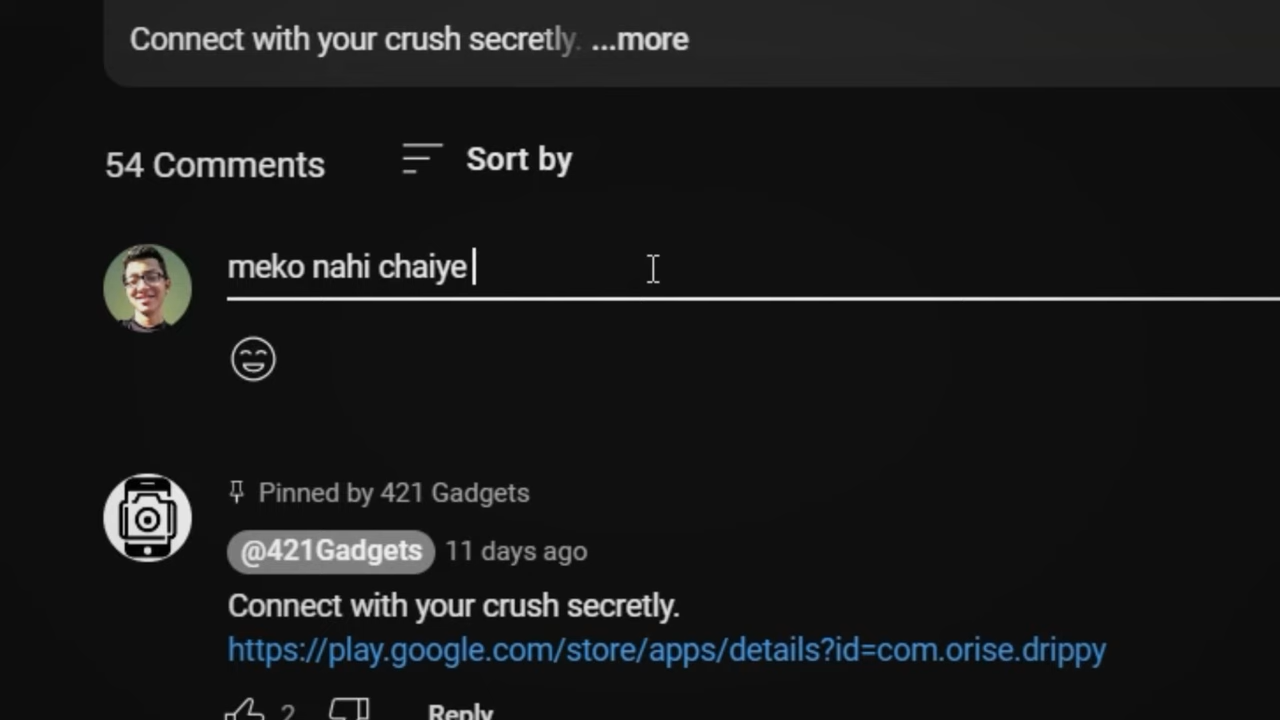 Connect with your crush secretly. ...more
54 Comments
Sort by
meko nahi chaiye
Pinned by 421 Gadgets
@421Gadgets 11 days ago
Connect with your crush secretly.
https://play.google.com/store/apps/details?id=com.orise.drippy
2 Reply